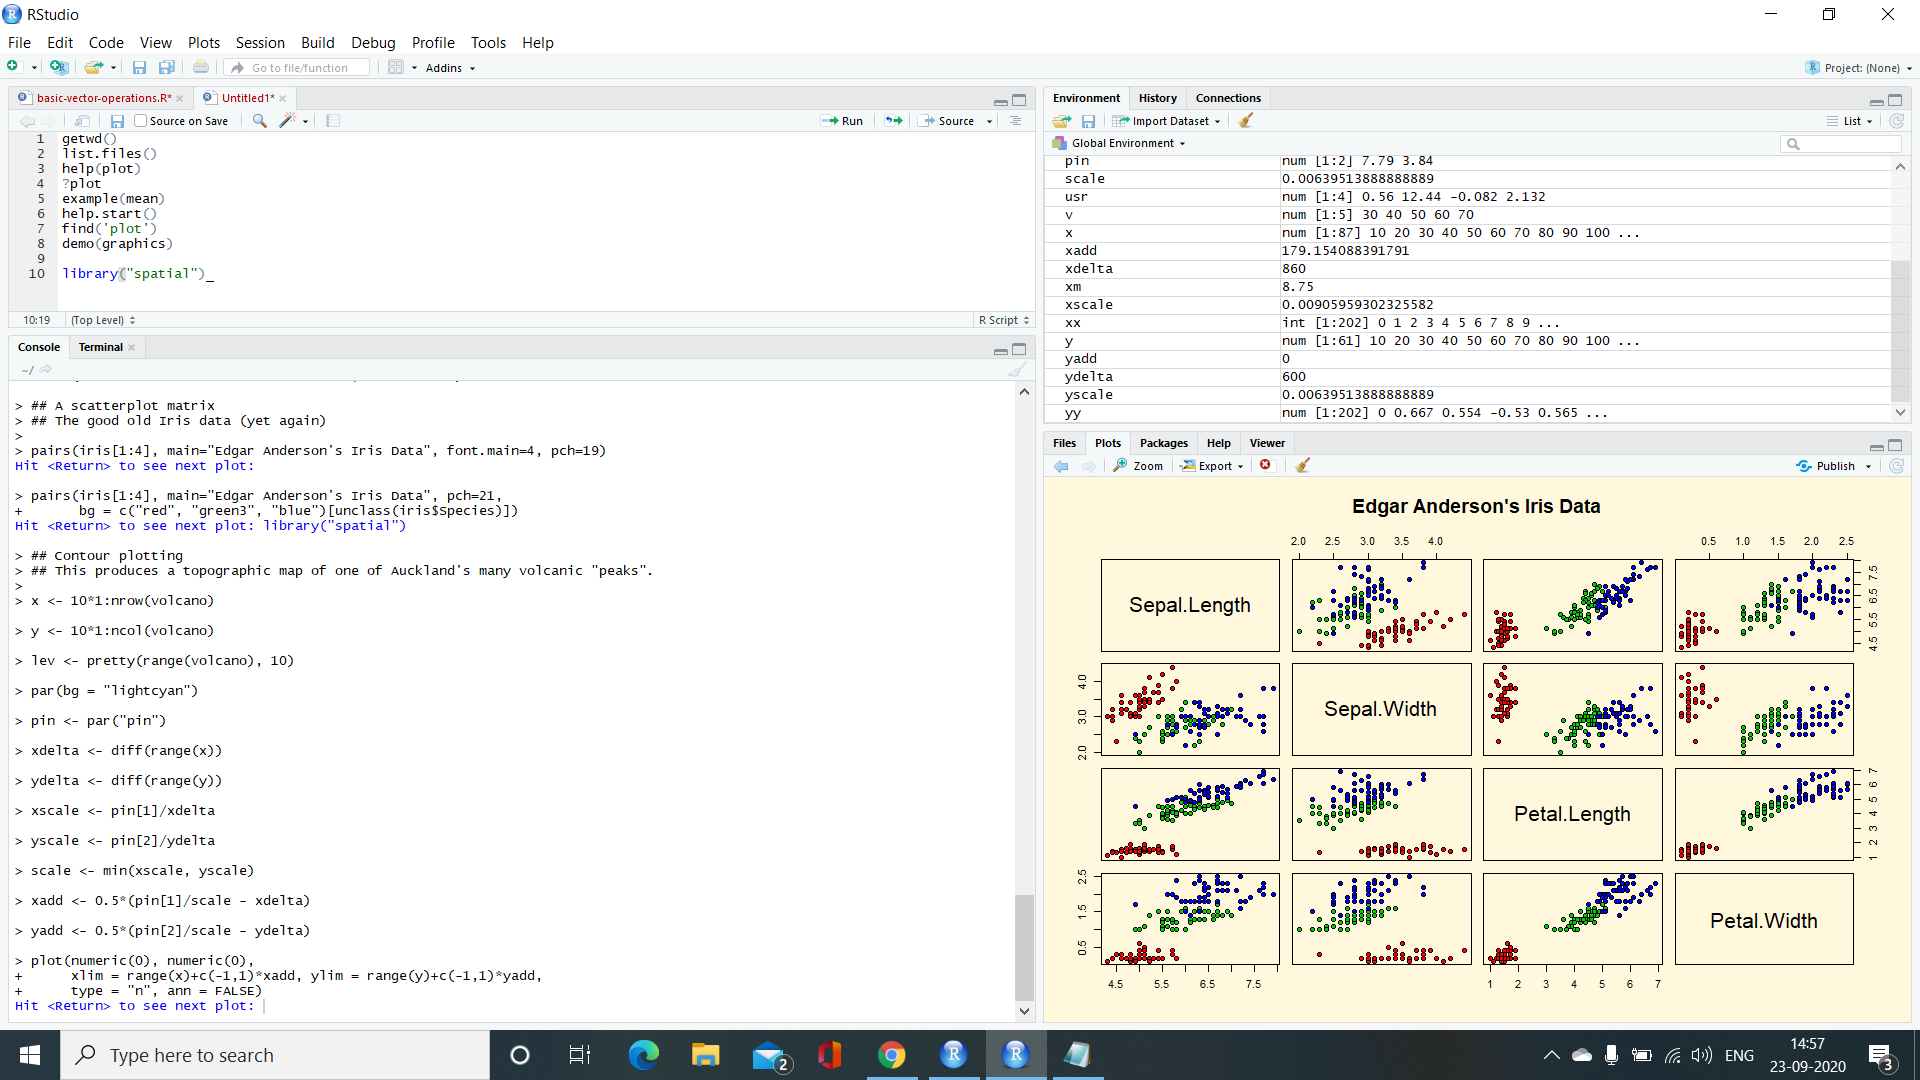 RStudio
File Edit Code View Plots Session Build Debug Profile Tools Help
Go to file/function Addins Project: (None)
basic-vector-operations.R* Untitled1*
Source on Save Run Source
1 getwd()
2 list.files()
3 help(plot)
4 ?plot
5 example(mean)
6 help.start()
7 find('plot')
8 demo(graphics)
9
10 library("spatial")
10:19 (Top Level) R Script
Console Terminal
~/
> ## A scatterplot matrix
> ## The good old Iris data (yet again)
>
> pairs(iris[1:4], main="Edgar Anderson's Iris Data", font.main=4, pch=19)
Hit <Return> to see next plot:
> pairs(iris[1:4], main="Edgar Anderson's Iris Data", pch=21,
+ bg = c("red", "green3", "blue")[unclass(iris$Species)])
Hit <Return> to see next plot: library("spatial")
> ## Contour plotting
> ## This produces a topographic map of one of Auckland's many volcanic "peaks".
>
> x <- 10*1:nrow(volcano)
> y <- 10*1:ncol(volcano)
> lev <- pretty(range(volcano), 10)
> par(bg = "lightcyan")
> pin <- par("pin")
> xdelta <- diff(range(x))
> ydelta <- diff(range(y))
> xscale <- pin[1]/xdelta
> yscale <- pin[2]/ydelta
> scale <- min(xscale, yscale)
> xadd <- 0.5*(pin[1]/scale - xdelta)
> yadd <- 0.5*(pin[2]/scale - ydelta)
> plot(numeric(0), numeric(0),
+ xlim = range(x)+c(-1,1)*xadd, ylim = range(y)+c(-1,1)*yadd,
+ type = "n", ann = FALSE)
Hit <Return> to see next plot:
Environment History Connections
Import Dataset List
Global Environment
pin num [1:2] 7.79 3.84
scale 0.00639513888888889
usr num [1:4] 0.56 12.44 -0.082 2.132
v num [1:5] 30 40 50 60 70
x num [1:87] 10 20 30 40 50 60 70 80 90 100 ...
xadd 179.154088391791
xdelta 860
xm 8.75
xscale 0.00905959302325582
xx int [1:202] 0 1 2 3 4 5 6 7 8 9 ...
y num [1:61] 10 20 30 40 50 60 70 80 90 100 ...
yadd 0
ydelta 600
yscale 0.00639513888888889
yy num [1:202] 0 0.667 0.554 -0.53 0.565 ...
Files Plots Packages Help Viewer
Zoom Export Publish
Edgar Anderson's Iris Data
2.0 2.5 3.0 3.5 4.0 0.5 1.0 1.5 2.0 2.5
Sepal.Length
4.5 5.5 6.5 7.5
2.0 3.0 4.0
Sepal.Width
Petal.Length
1 2 3 4 5 6 7
0.5 1.5 2.5
Petal.Width
4.5 5.5 6.5 7.5 1 2 3 4 5 6 7
Type here to search
2
ENG
14:57
23-09-2020
3